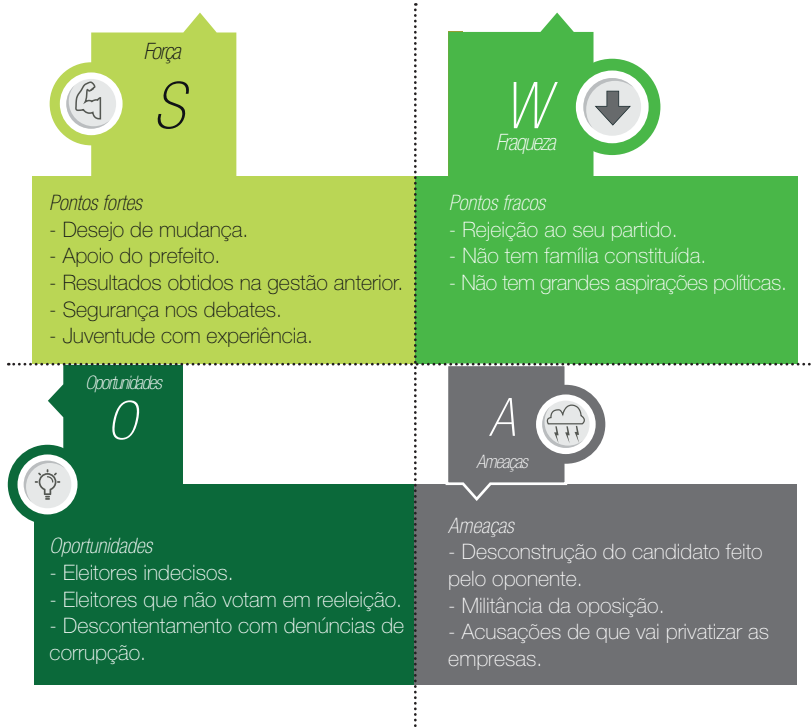 Força
S
Pontos fortes
- Desejo de mudança.
- Apoio do prefeito.
- Resultados obtidos na gestão anterior.
- Segurança nos debates.
- Juventude com experiência.
W
Fraqueza
Pontos fracos
- Rejeição ao seu partido.
- Não tem família constituída.
- Não tem grandes aspirações políticas.
Oportunidades
O
Oportunidades
- Eleitores indecisos.
- Eleitores que não votam em reeleição.
- Descontentamento com denúncias de
corrupção.
A
Ameaças
Ameaças
- Desconstrução do candidato feito
pelo oponente.
- Militância da oposição.
- Acusações de que vai privatizar as
empresas.